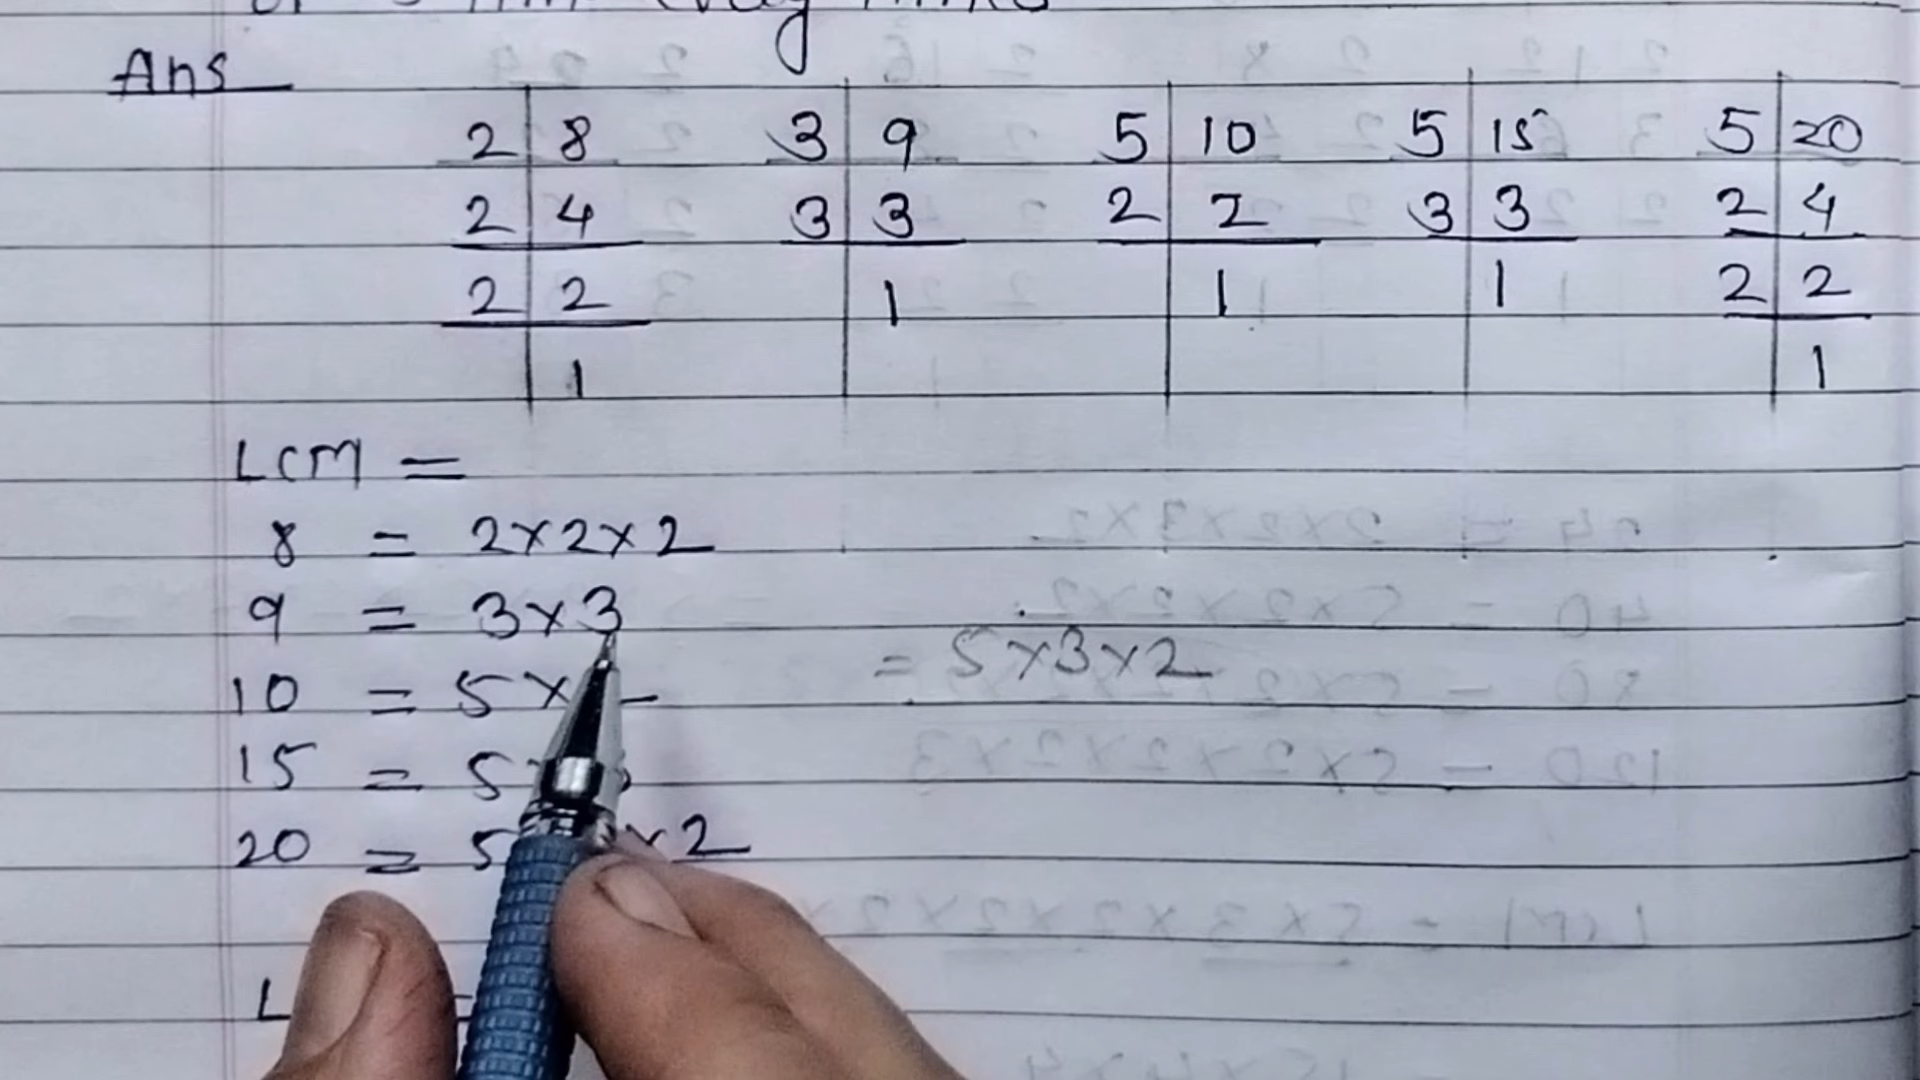 Ans
2 8 3 9 5 10 5 15 5 20
2 4 3 3 2 2 3 3 2 4
2 2 1 1 1 2 2
1 1
LCM =
8 = 2×2×2
9 = 3×3
= 5×3×2
10 = 5×
15 = 5
20 = 5 ×2
L